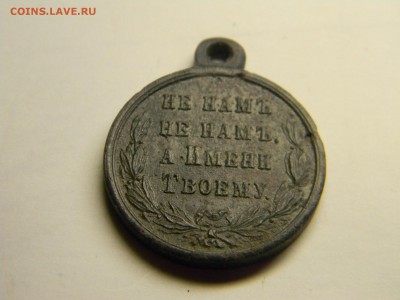 COINS.LAVE.RU
НЕ НАМЪ
НЕ НАМЪ,
А ИМЕНИ
ТВОЕМУ.